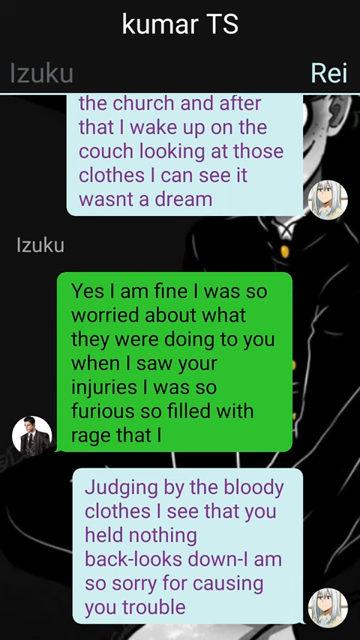 kumar TS
Izuku
Rei
the church and after
that I wake up on the
couch looking at those
clothes I can see it
wasnt a dream
Izuku
Yes I am fine I was so
worried about what
they were doing to you
when I saw your
injuries I was so
furious so filled with
rage that I
Judging by the bloody
clothes I see that you
held nothing
back-looks down-I am
so sorry for causing
you trouble